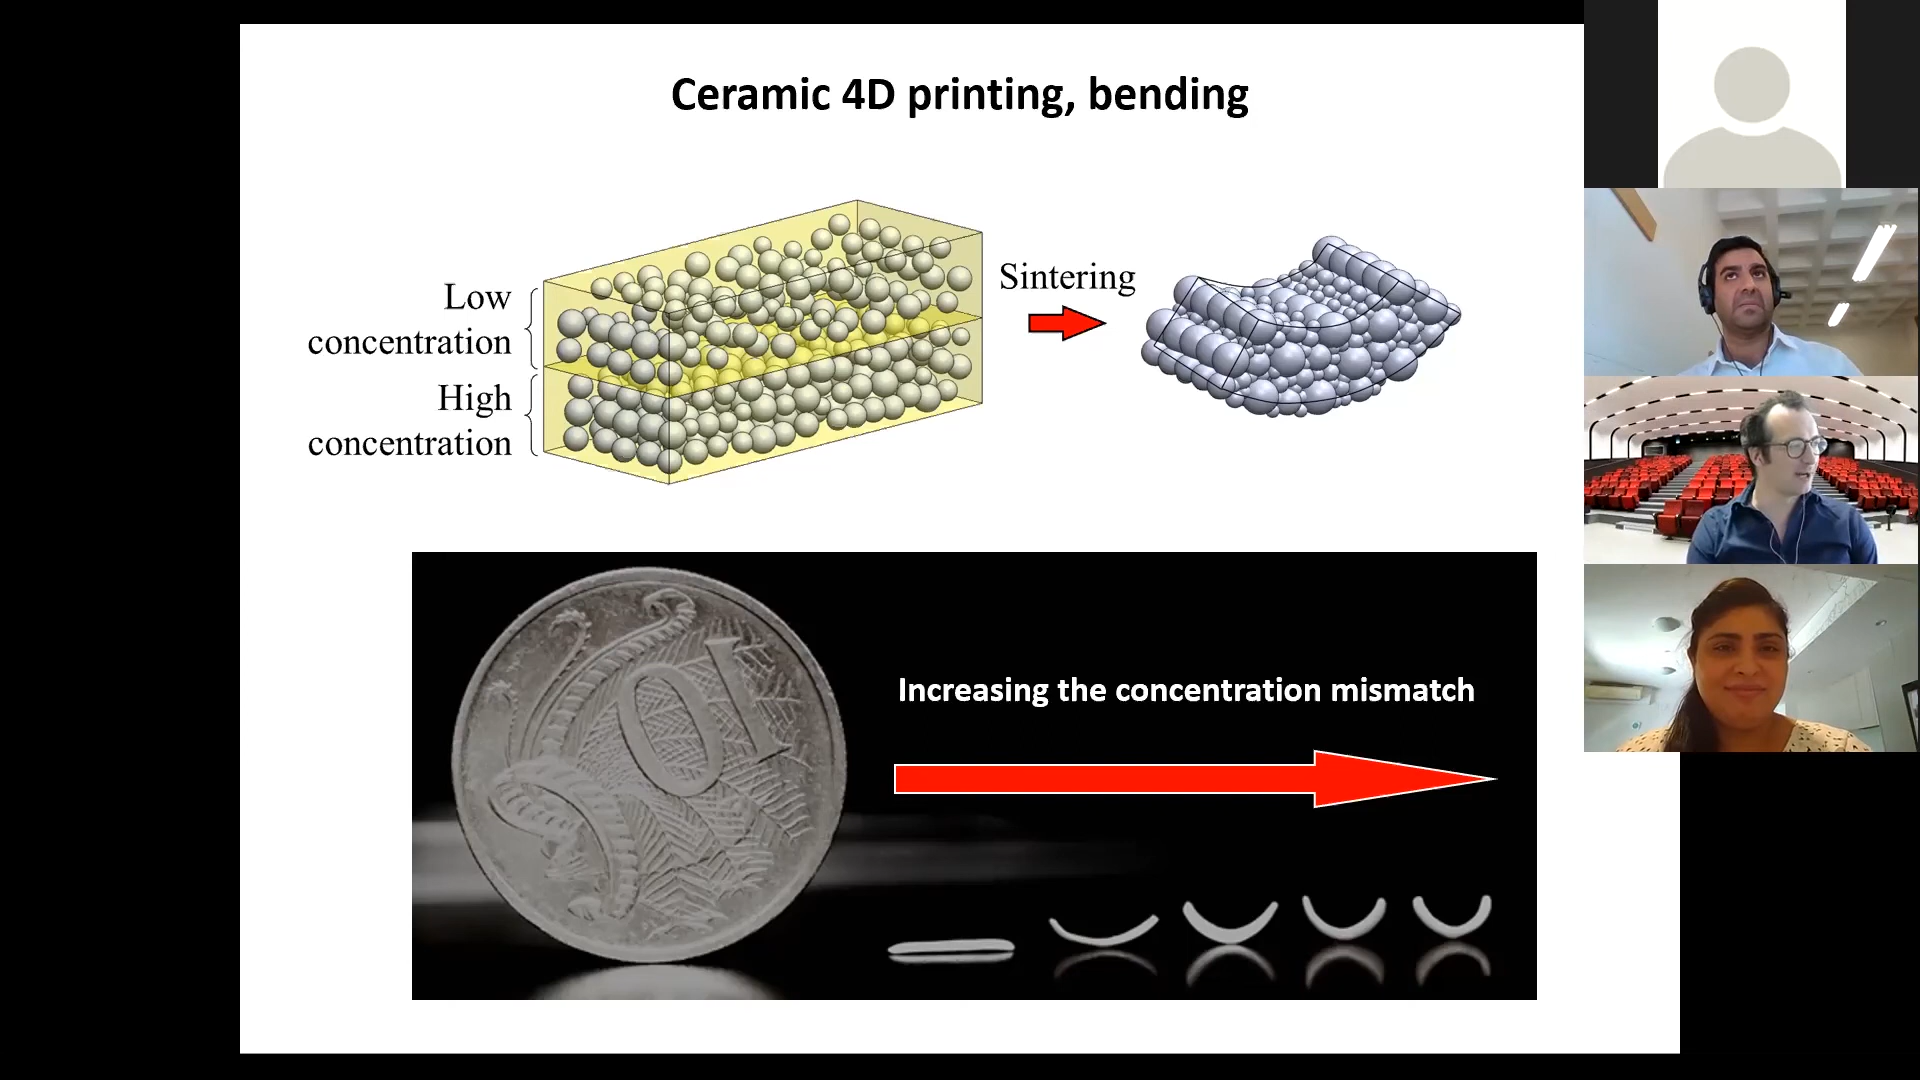 Ceramic 4D printing, bending
Low
concentration
High
concentration
Sintering
Increasing the concentration mismatch
10